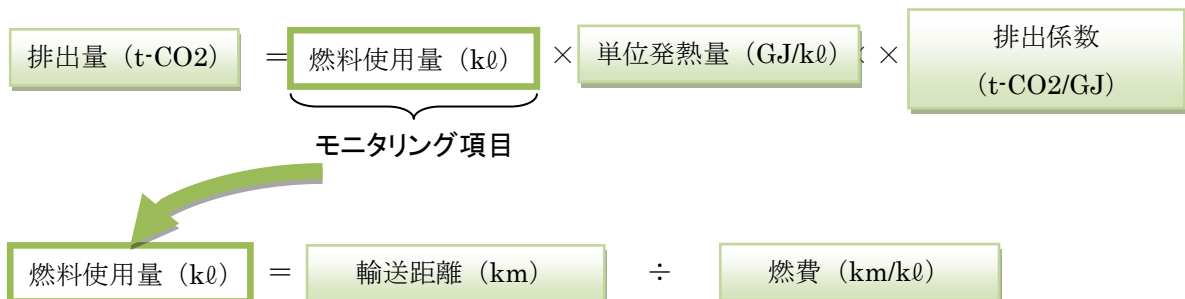 排出量（t-CO2） ＝ 燃料使用量（kℓ） × 単位発熱量（GJ/kℓ） × 排出係数（t-CO2/GJ）
モニタリング項目
燃料使用量（kℓ） ＝ 輸送距離（km） ÷ 燃費（km/kℓ）